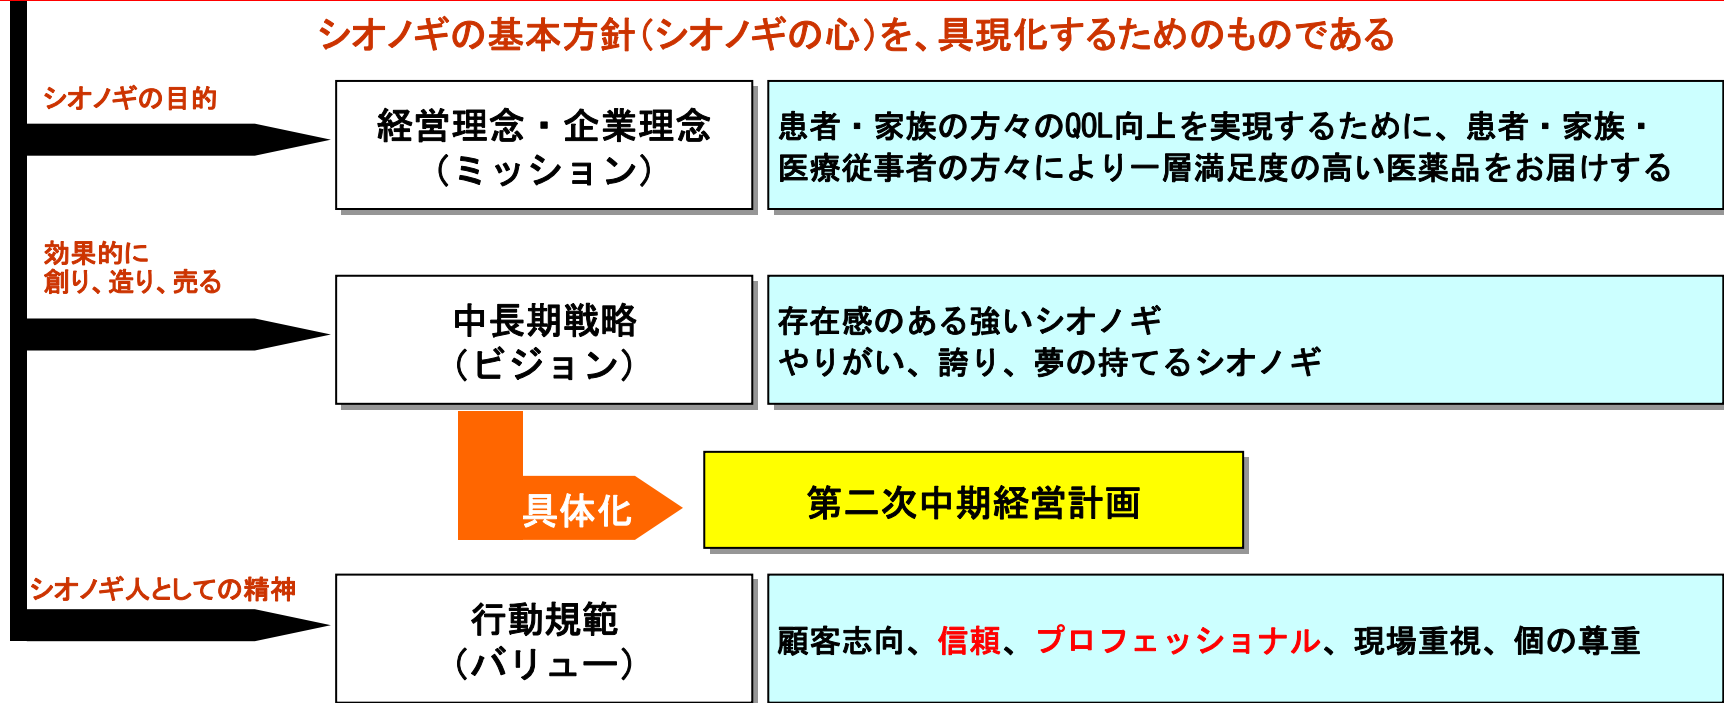 シオノギの基本方針(シオノギの心)を、具現化するためのものである
シオノギの目的
経営理念・企業理念
(ミッション)
患者・家族の方々のQOL向上を実現するために、患者・家族・
医療従事者の方々により一層満足度の高い医薬品をお届けする
効果的に
創り、造り、売る
中長期戦略
(ビジョン)
存在感のある強いシオノギ
やりがい、誇り、夢の持てるシオノギ
具体化
第二次中期経営計画
シオノギ人としての精神
行動規範
(バリュー)
顧客志向、信頼、プロフェッショナル、現場重視、個の尊重